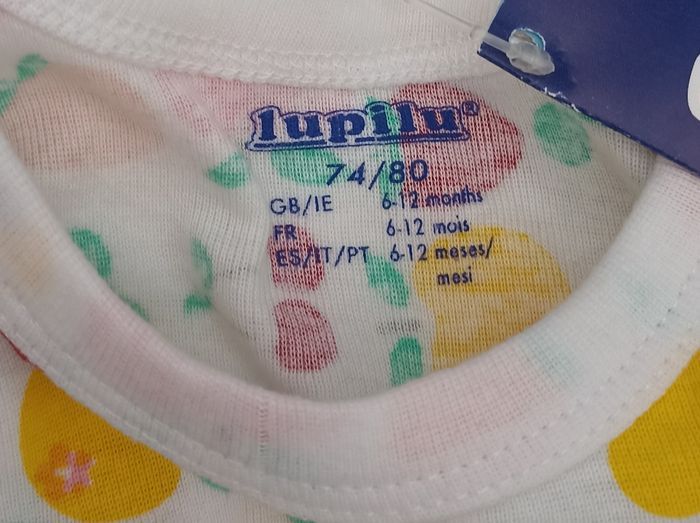 lupilu®
74/80
GB/IE 6-12 months
FR 6-12 mois
ES/IT/PT 6-12 meses/
mesi